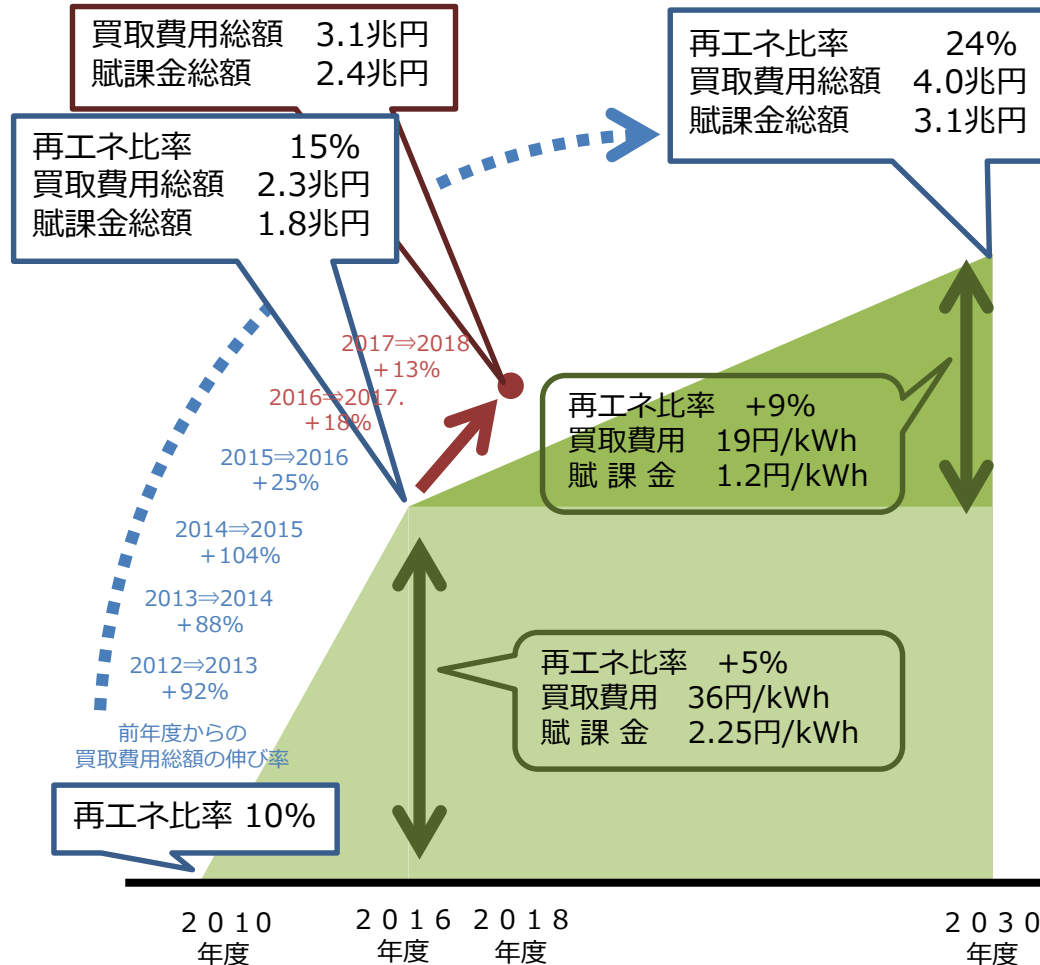 買取費用総額　3.1兆円
賦課金総額　2.4兆円
再エネ比率　24%
買取費用総額　4.0兆円
賦課金総額　3.1兆円
再エネ比率　15%
買取費用総額　2.3兆円
賦課金総額　1.8兆円
2017⇒2018
+13%
2016⇒2017.
+18%
2015⇒2016
+25%
2014⇒2015
+104%
2013⇒2014
+88%
2012⇒2013
+92%
前年度からの
買取費用総額の伸び率
再エネ比率　+9%
買取費用　19円/kWh
賦 課 金　1.2円/kWh
再エネ比率　+5%
買取費用　36円/kWh
賦 課 金　2.25円/kWh
再エネ比率 10%
２０１０
年度
２０１６
年度
２０１８
年度
２０３０
年度